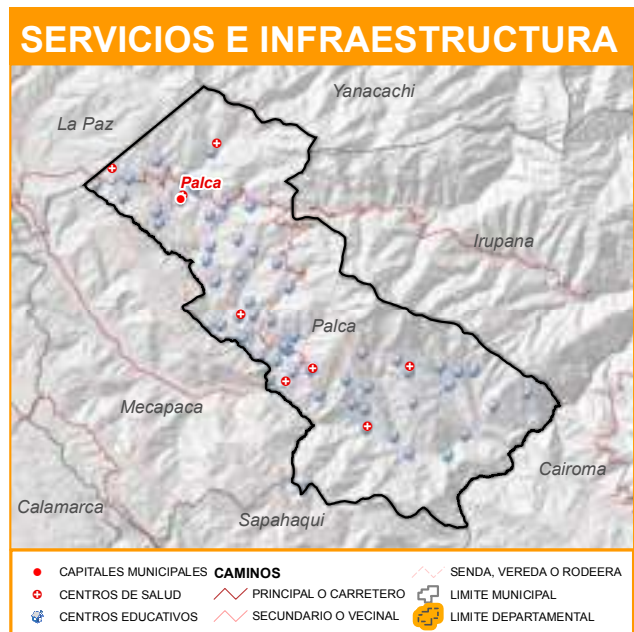 SERVICIOS E INFRAESTRUCTURA
Yanacachi
La Paz
Palca
Irupana
Palca
Mecapaca
Cairoma
Calamarca
Sapahaqui
CAPITALES MUNICIPALES
CENTROS DE SALUD
CENTROS EDUCATIVOS
CAMINOS
PRINCIPAL O CARRETERO
SECUNDARIO O VECINAL
SENDA, VEREDA O RODEERA
LIMITE MUNICIPAL
LIMITE DEPARTAMENTAL